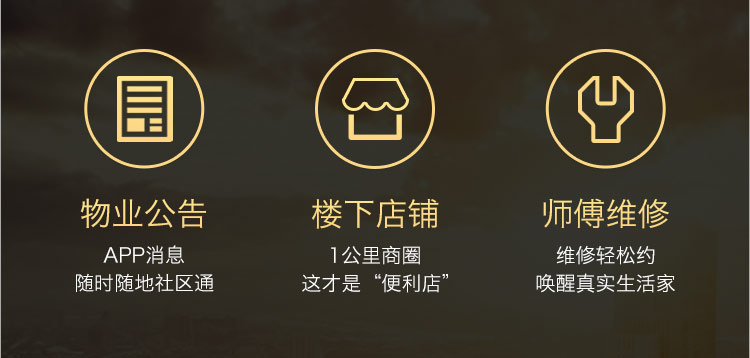 物业公告
APP消息
随时随地社区通
楼下店铺
1公里商圈
这才是“便利店”
师傅维修
维修轻松约
唤醒真实生活家